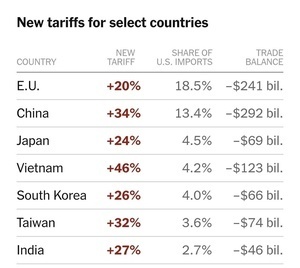 New tariffs for select countries
NEW SHARE OF TRADE
COUNTRY TARIFF U.S. IMPORTS BALANCE
E.U. +20% 18.5% –$241 bil.
China +34% 13.4% –$292 bil.
Japan +24% 4.5% –$69 bil.
Vietnam +46% 4.2% –$123 bil.
South Korea +26% 4.0% –$66 bil.
Taiwan +32% 3.6% –$74 bil.
India +27% 2.7% –$46 bil.